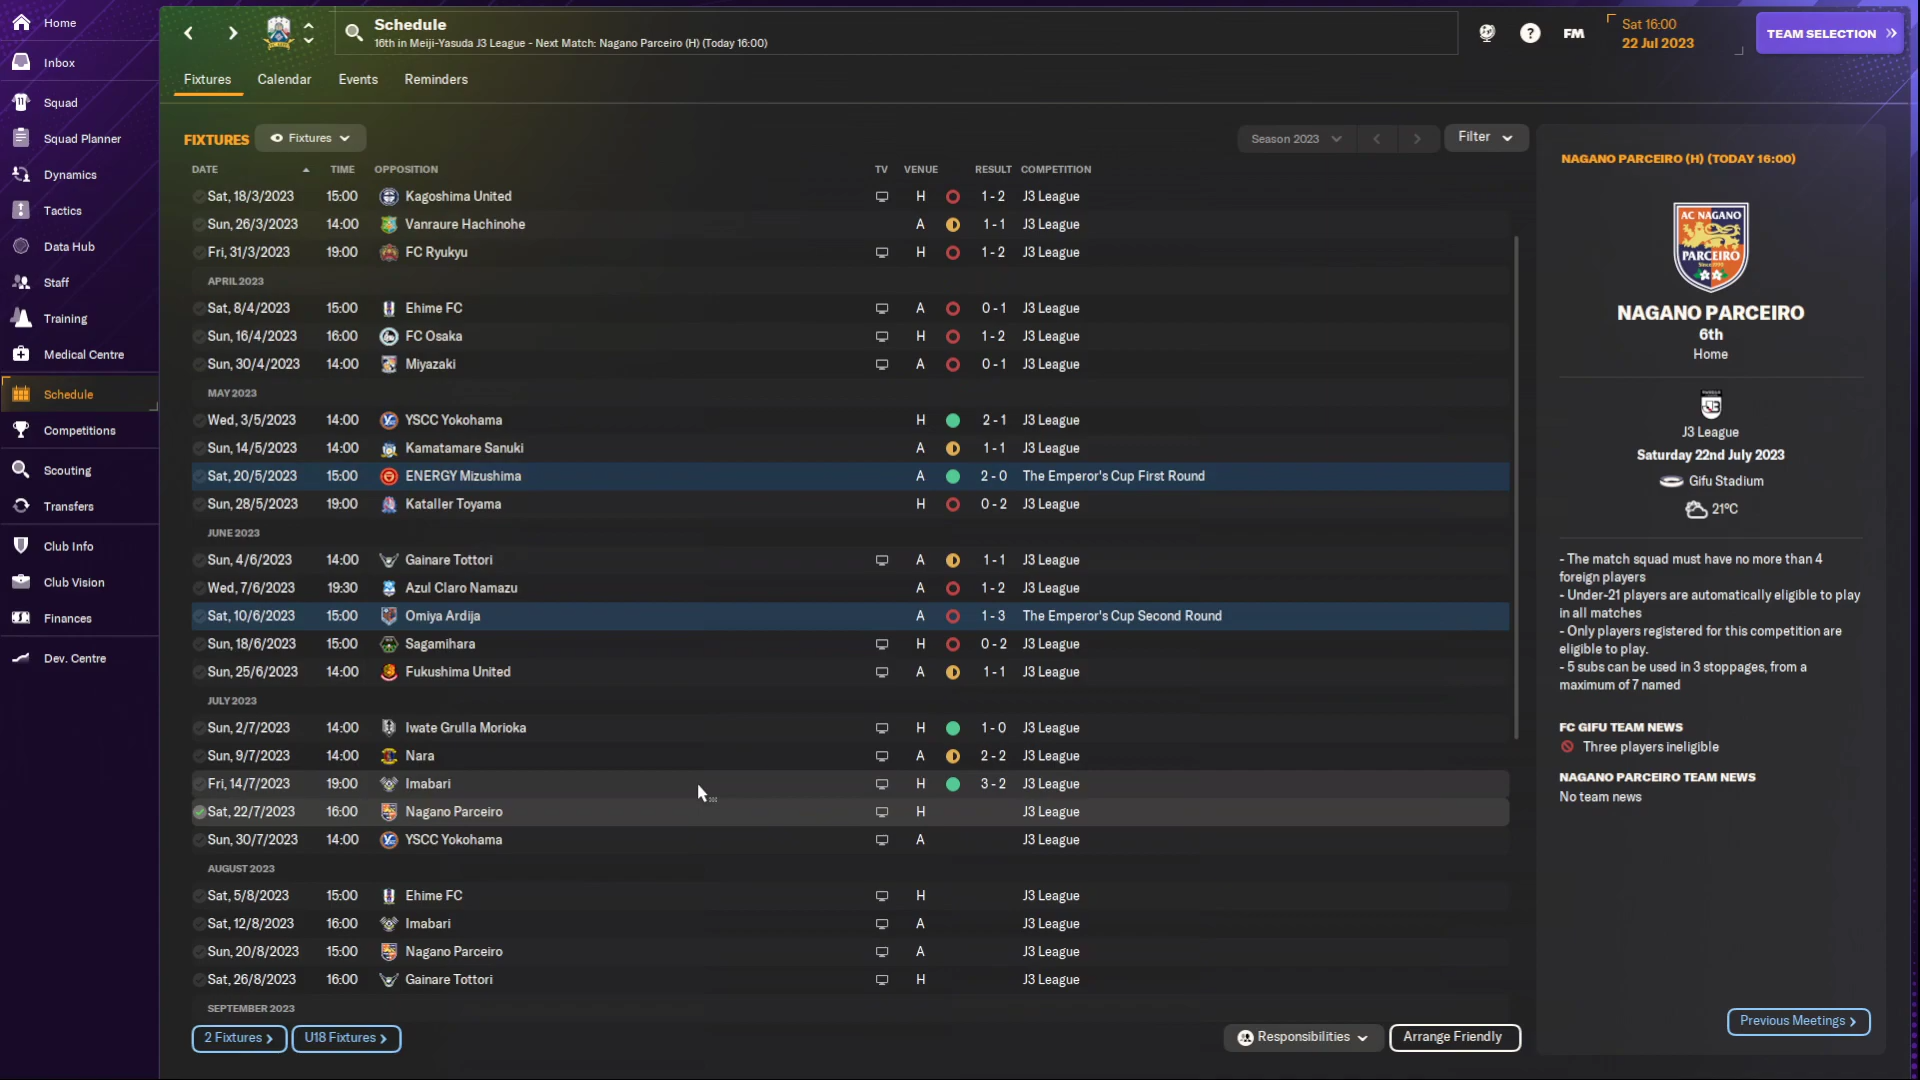 Home
Inbox
Squad
Squad Planner
Dynamics
Tactics
Data Hub
Staff
Training
Medical Centre
Schedule
Competitions
Scouting
Transfers
Club Info
Club Vision
Finances
Dev. Centre
Schedule
16th in Meiji-Yasuda J3 League - Next Match: Nagano Parceiro (H) (Today 16:00)
FM
Sat 16:00
22 Jul 2023
TEAM SELECTION
Fixtures Calendar Events Reminders
FIXTURES Fixtures Season 2023 Filter
DATE TIME OPPOSITION TV VENUE RESULT COMPETITION
Sat, 18/3/2023 15:00 Kagoshima United H 1 - 2 J3 League
Sun, 26/3/2023 14:00 Vanraure Hachinohe A 1 - 1 J3 League
Fri, 31/3/2023 19:00 FC Ryukyu H 1 - 2 J3 League
APRIL 2023
Sat, 8/4/2023 15:00 Ehime FC A 0 - 1 J3 League
Sun, 16/4/2023 16:00 FC Osaka H 1 - 2 J3 League
Sun, 30/4/2023 14:00 Miyazaki A 0 - 1 J3 League
MAY 2023
Wed, 3/5/2023 14:00 YSCC Yokohama H 2 - 1 J3 League
Sun, 14/5/2023 14:00 Kamatamare Sanuki A 1 - 1 J3 League
Sat, 20/5/2023 15:00 ENERGY Mizushima A 2 - 0 The Emperor's Cup First Round
Sun, 28/5/2023 19:00 Kataller Toyama H 0 - 2 J3 League
JUNE 2023
Sun, 4/6/2023 14:00 Gainare Tottori A 1 - 1 J3 League
Wed, 7/6/2023 19:30 Azul Claro Namazu A 1 - 2 J3 League
Sat, 10/6/2023 15:00 Omiya Ardija A 1 - 3 The Emperor's Cup Second Round
Sun, 18/6/2023 15:00 Sagamihara H 0 - 2 J3 League
Sun, 25/6/2023 14:00 Fukushima United A 1 - 1 J3 League
JULY 2023
Sun, 2/7/2023 14:00 Iwate Grulla Morioka H 1 - 0 J3 League
Sun, 9/7/2023 14:00 Nara A 2 - 2 J3 League
Fri, 14/7/2023 19:00 Imabari H 3 - 2 J3 League
Sat, 22/7/2023 16:00 Nagano Parceiro H J3 League
Sun, 30/7/2023 14:00 YSCC Yokohama A J3 League
AUGUST 2023
Sat, 5/8/2023 15:00 Ehime FC H J3 League
Sat, 12/8/2023 16:00 Imabari A J3 League
Sun, 20/8/2023 15:00 Nagano Parceiro A J3 League
Sat, 26/8/2023 16:00 Gainare Tottori H J3 League
SEPTEMBER 2023
2 Fixtures U18 Fixtures Responsibilities Arrange Friendly
NAGANO PARCEIRO (H) (TODAY 16:00)
AC NAGANO
PARCEIRO
NAGANO PARCEIRO
6th
Home
J3 League
Saturday 22nd July 2023
Gifu Stadium
21°C
- The match squad must have no more than 4
foreign players
- Under-21 players are automatically eligible to play
in all matches
- Only players registered for this competition are
eligible to play.
- 5 subs can be used in 3 stoppages, from a
maximum of 7 named
FC GIFU TEAM NEWS
Three players ineligible
NAGANO PARCEIRO TEAM NEWS
No team news
Previous Meetings